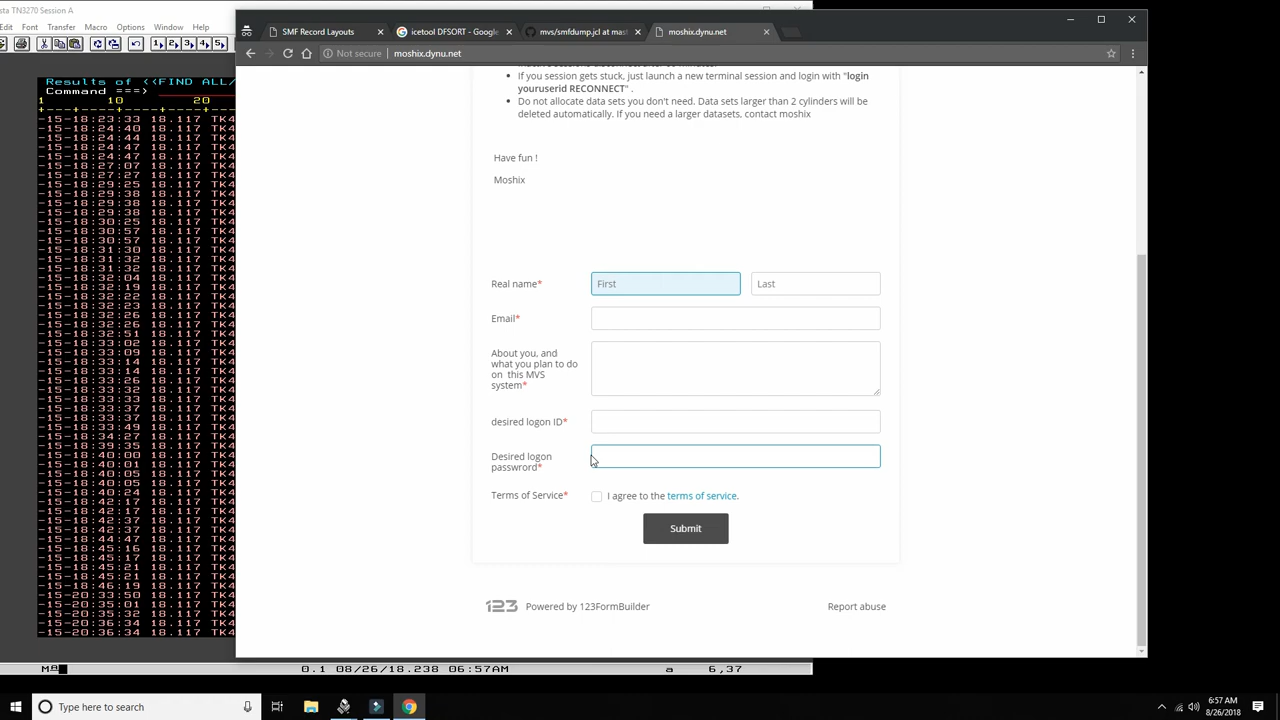 sta TN3270 Session A
Edit Font Transfer Macro Options Window Help
Results of <<FIND ALL/
Command ===>
1 10 20
-15-18:23:33 18.117 TK4
-15-18:24:40 18.117 TK4
-15-18:24:44 18.117 TK4
-15-18:24:47 18.117 TK4
-15-18:24:47 18.117 TK4
-15-18:27:07 18.117 TK4
-15-18:28:27 18.117 TK4
-15-18:29:25 18.117 TK4
-15-18:29:38 18.117 TK4
-15-18:29:38 18.117 TK4
-15-18:29:38 18.117 TK4
-15-18:30:25 18.117 TK4
-15-18:30:57 18.117 TK4
-15-18:30:57 18.117 TK4
-15-18:31:30 18.117 TK4
-15-18:31:32 18.117 TK4
-15-18:32:04 18.117 TK4
-15-18:32:19 18.117 TK4
-15-18:32:22 18.117 TK4
-15-18:32:23 18.117 TK4
-15-18:32:26 18.117 TK4
-15-18:32:26 18.117 TK4
-15-18:32:51 18.117 TK4
-15-18:33:02 18.117 TK4
-15-18:33:09 18.117 TK4
-15-18:33:14 18.117 TK4
-15-18:33:14 18.117 TK4
-15-18:33:26 18.117 TK4
-15-18:33:32 18.117 TK4
-15-18:33:33 18.117 TK4
-15-18:33:37 18.117 TK4
-15-18:33:49 18.117 TK4
-15-18:34:27 18.117 TK4
-15-18:39:35 18.117 TK4
-15-18:40:00 18.117 TK4
-15-18:40:01 18.117 TK4
-15-18:40:05 18.117 TK4
-15-18:40:05 18.117 TK4
-15-18:40:24 18.117 TK4
-15-18:42:17 18.117 TK4
-15-18:42:17 18.117 TK4
-15-18:42:37 18.117 TK4
-15-18:42:37 18.117 TK4
-15-18:44:47 18.117 TK4
-15-18:45:16 18.117 TK4
-15-18:45:17 18.117 TK4
-15-18:45:21 18.117 TK4
-15-18:45:21 18.117 TK4
-15-18:46:19 18.117 TK4
-15-20:33:50 18.117 TK4
-15-20:35:01 18.117 TK4
-15-20:35:32 18.117 TK4
-15-20:36:34 18.117 TK4
-15-20:36:34 18.117 TK4
0.1 08/26/18.238 06:57AM a 6,37
SMF Record Layouts
icetool DFSORT - Google
mvs/smfdump.jcl at mast
moshix.dynu.net
Not secure moshix.dynu.net
If you session gets stuck, just launch a new terminal session and login with "login
youruserid RECONNECT" .
Do not allocate data sets you don't need. Data sets larger than 2 cylinders will be
deleted automatically. If you need a larger datasets, contact moshix
Have fun !
Moshix
Real name* First Last
Email*
About you, and
what you plan to do
on this MVS
system*
desired logon ID*
Desired logon
passwrord*
Terms of Service* I agree to the terms of service.
Submit
123 Powered by 123FormBuilder Report abuse
Type here to search
6:57 AM
8/26/2018